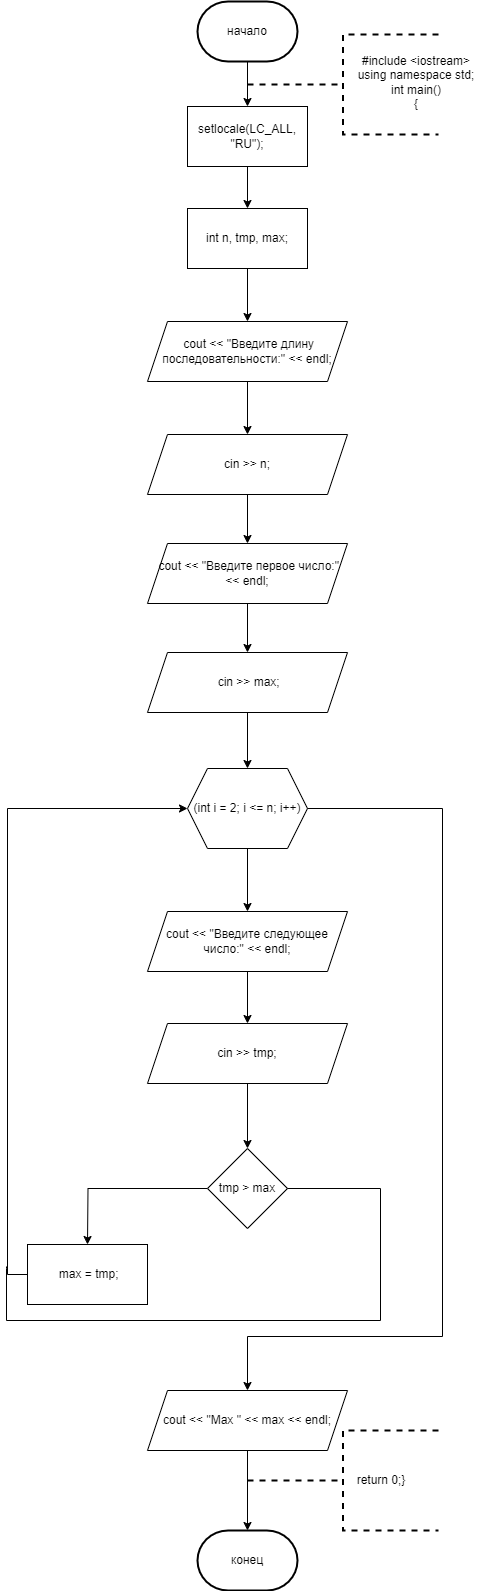 начало
#include <iostream>
using namespace std;
int main()
{
setlocale(LC_ALL,
"RU");
int n, tmp, max;
cout << "Введите длину
последовательности:" << endl;
cin >> n;
cout << "Введите первое число:"
<< endl;
cin >> max;
(int i = 2; i <= n; i++)
cout << "Введите следующее
число:" << endl;
cin >> tmp;
tmp > max
max = tmp;
cout << "Max " << max << endl;
return 0;}
конец